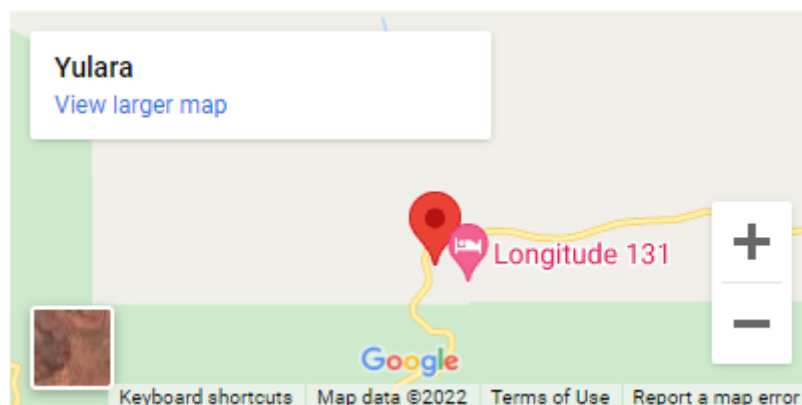 Yulara
View larger map
Longitude 131
Google
Keyboard shortcuts Map data ©2022 Terms of Use Report a map error